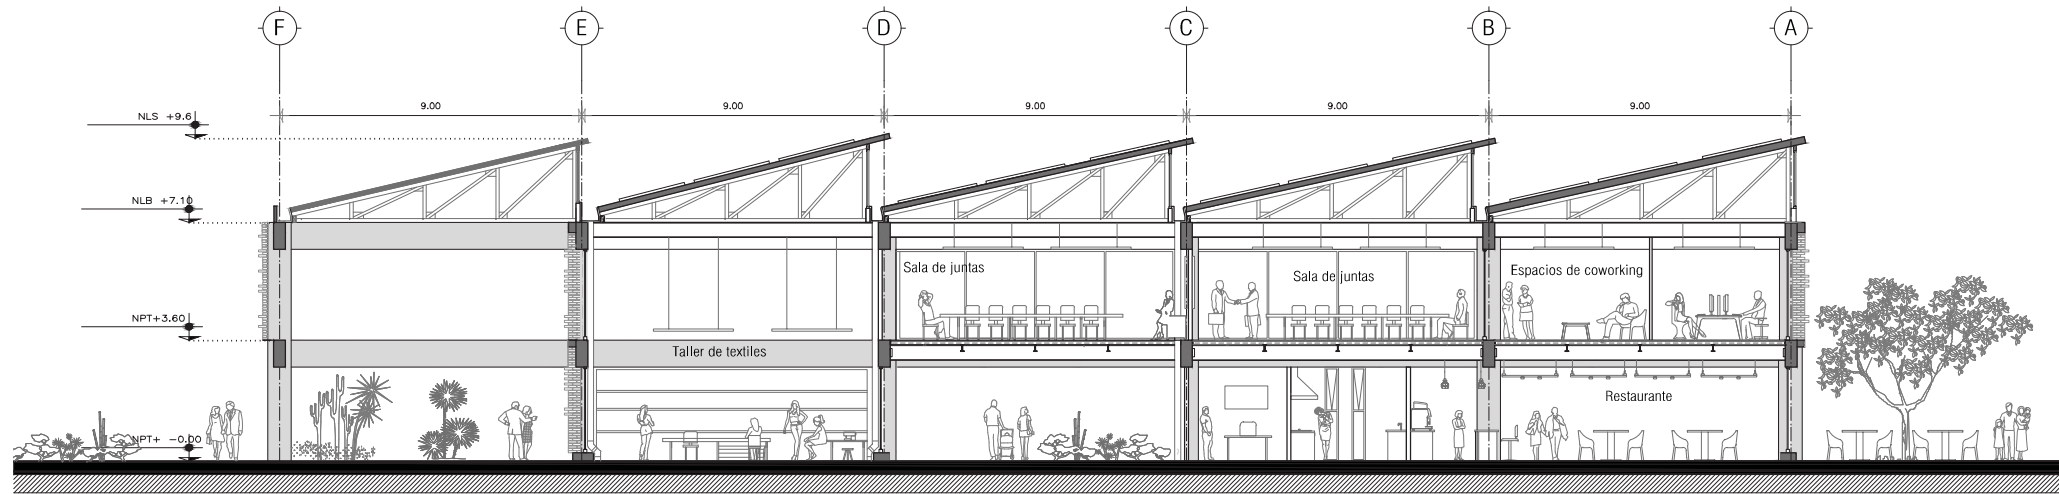 F E D C B A
9.00 9.00 9.00 9.00 9.00
NLS +9.6
NLB +7.10
NPT+3.60
NPT+ -0.00
Sala de juntas
Sala de juntas
Espacios de coworking
Taller de textiles
Restaurante